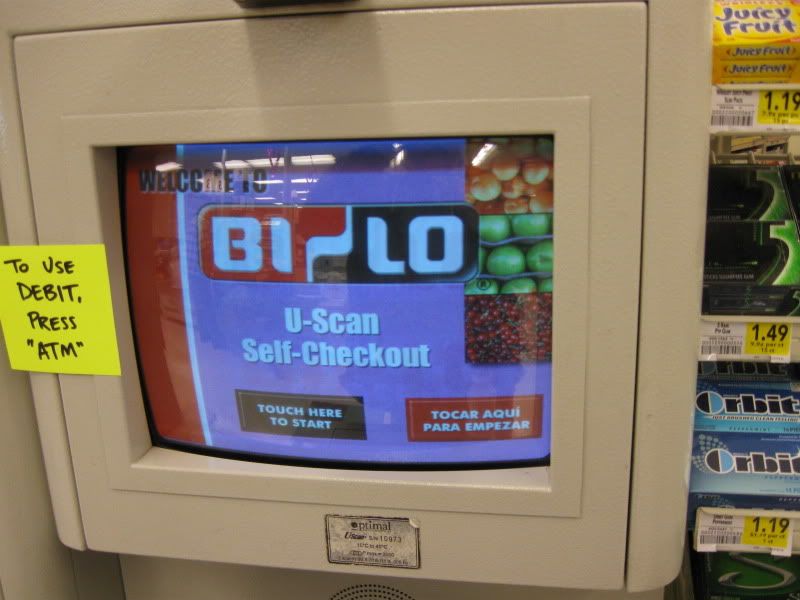 TO USE
DEBIT,
PRESS
"ATM"
WELCOME TO
BI LO
®
U-Scan
Self-Checkout
TOUCH HERE
TO START
TOCAR AQUÍ
PARA EMPEZAR
Optimal
Juicy
Fruit
Juicy Fruit
Juicy Fruit
1.19
1.49
Orbit
Orbit
1.19